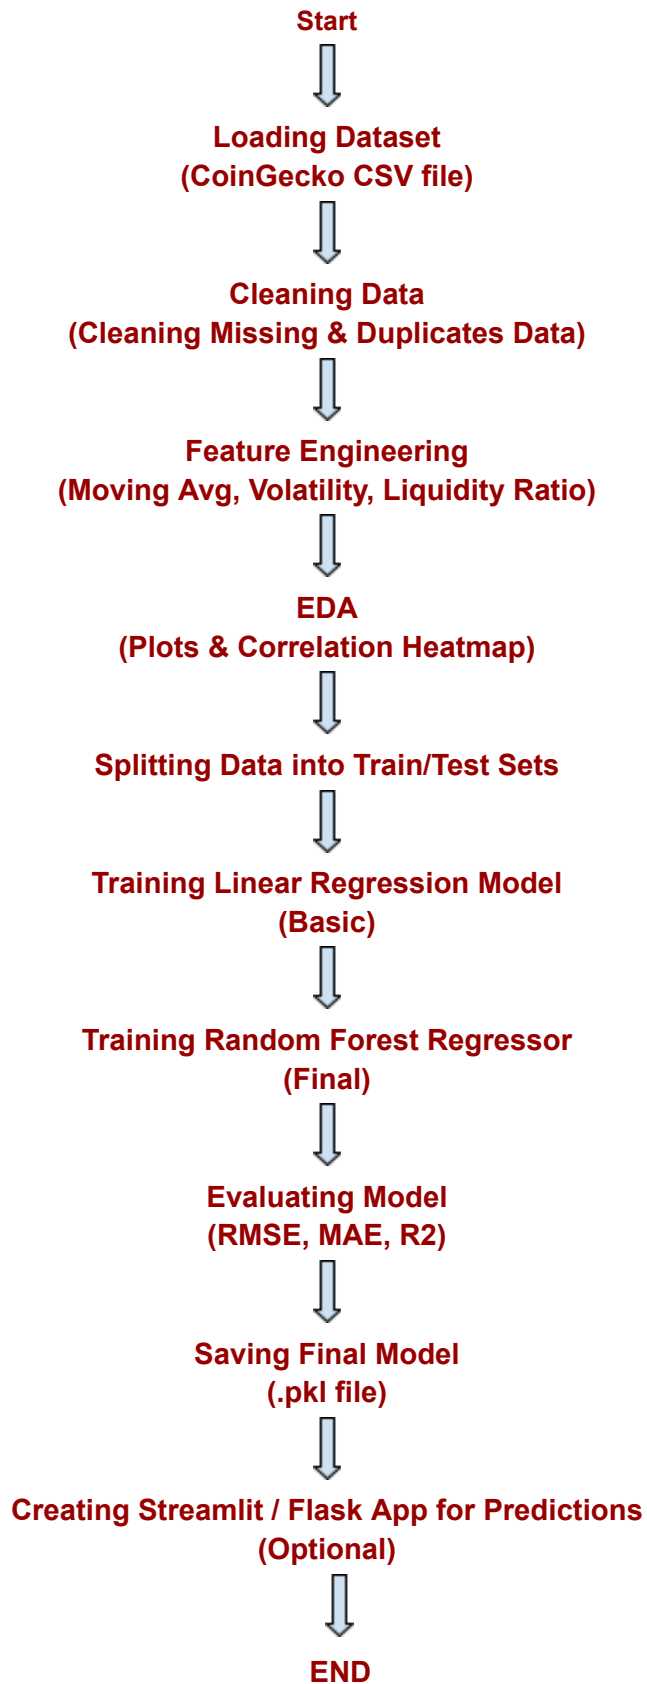 Start
Loading Dataset
(CoinGecko CSV file)
Cleaning Data
(Cleaning Missing & Duplicates Data)
Feature Engineering
(Moving Avg, Volatility, Liquidity Ratio)
EDA
(Plots & Correlation Heatmap)
Splitting Data into Train/Test Sets
Training Linear Regression Model
(Basic)
Training Random Forest Regressor
(Final)
Evaluating Model
(RMSE, MAE, R2)
Saving Final Model
(.pkl file)
Creating Streamlit / Flask App for Predictions
(Optional)
END